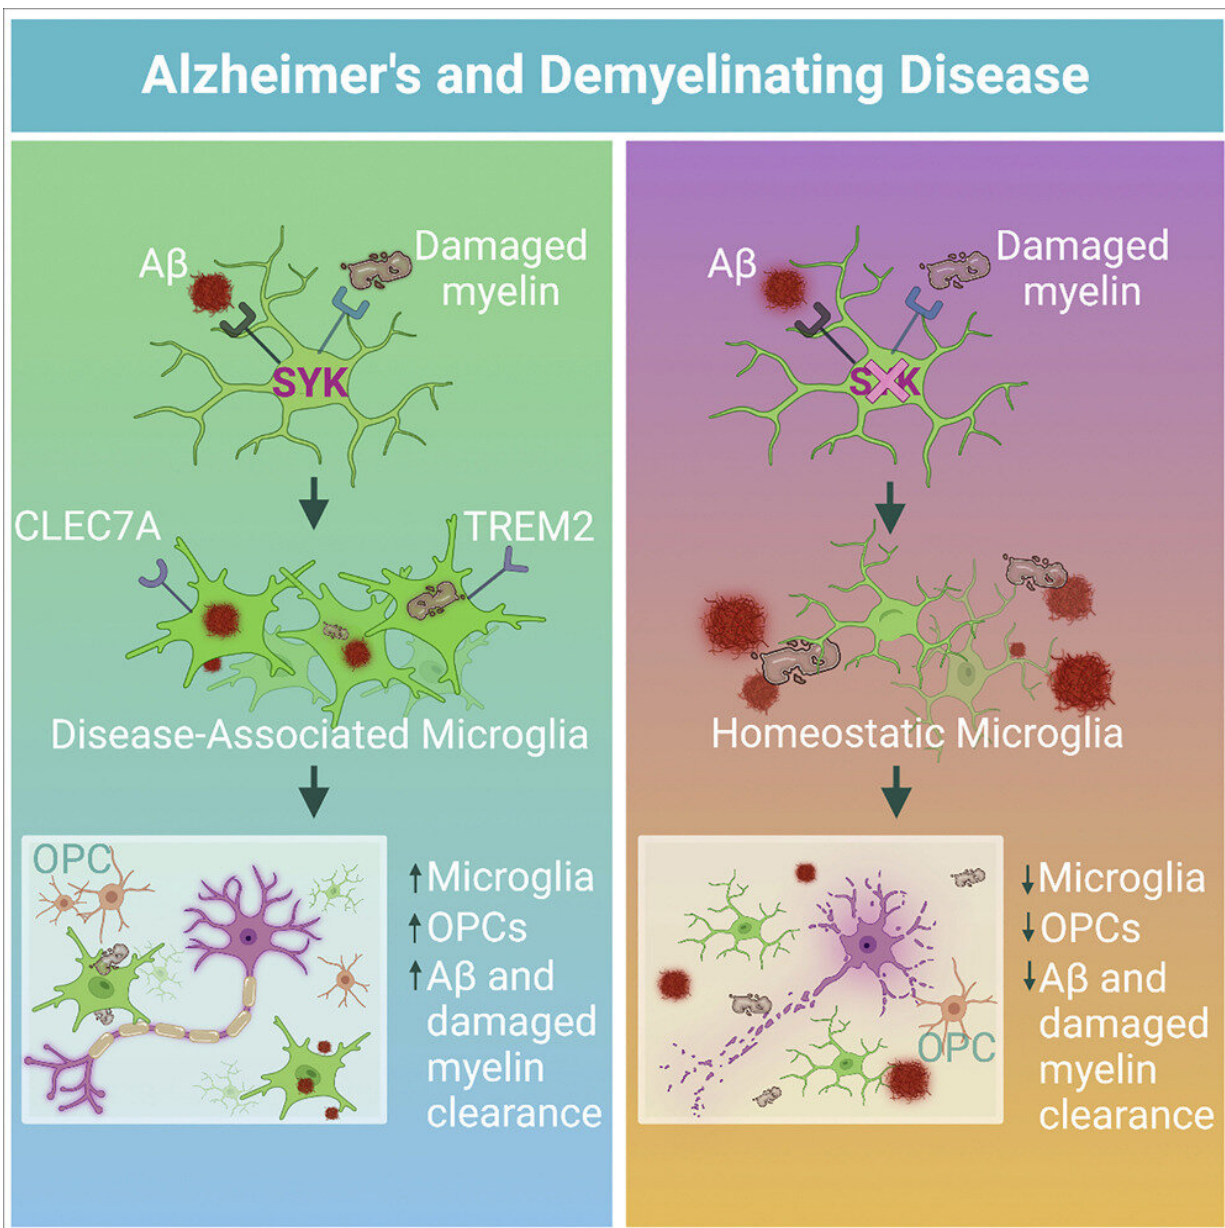 Alzheimer's and Demyelinating Disease
Aβ
Damaged
myelin
SYK
CLEC7A
TREM2
Disease-Associated Microglia
OPC
↑Microglia
↑OPCs
↑Aβ and
damaged
myelin
clearance
Aβ
Damaged
myelin
SYK
Homeostatic Microglia
OPC
↓Microglia
↓OPCs
↓Aβ and
damaged
myelin
clearance